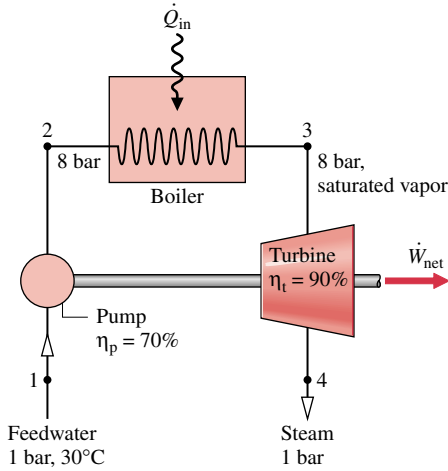 Q̇in
2
3
8 bar
8 bar,
saturated vapor
Boiler
Turbine
ηt = 90%
Ẇnet
Pump
ηp = 70%
1
4
Feedwater
1 bar, 30°C
Steam
1 bar